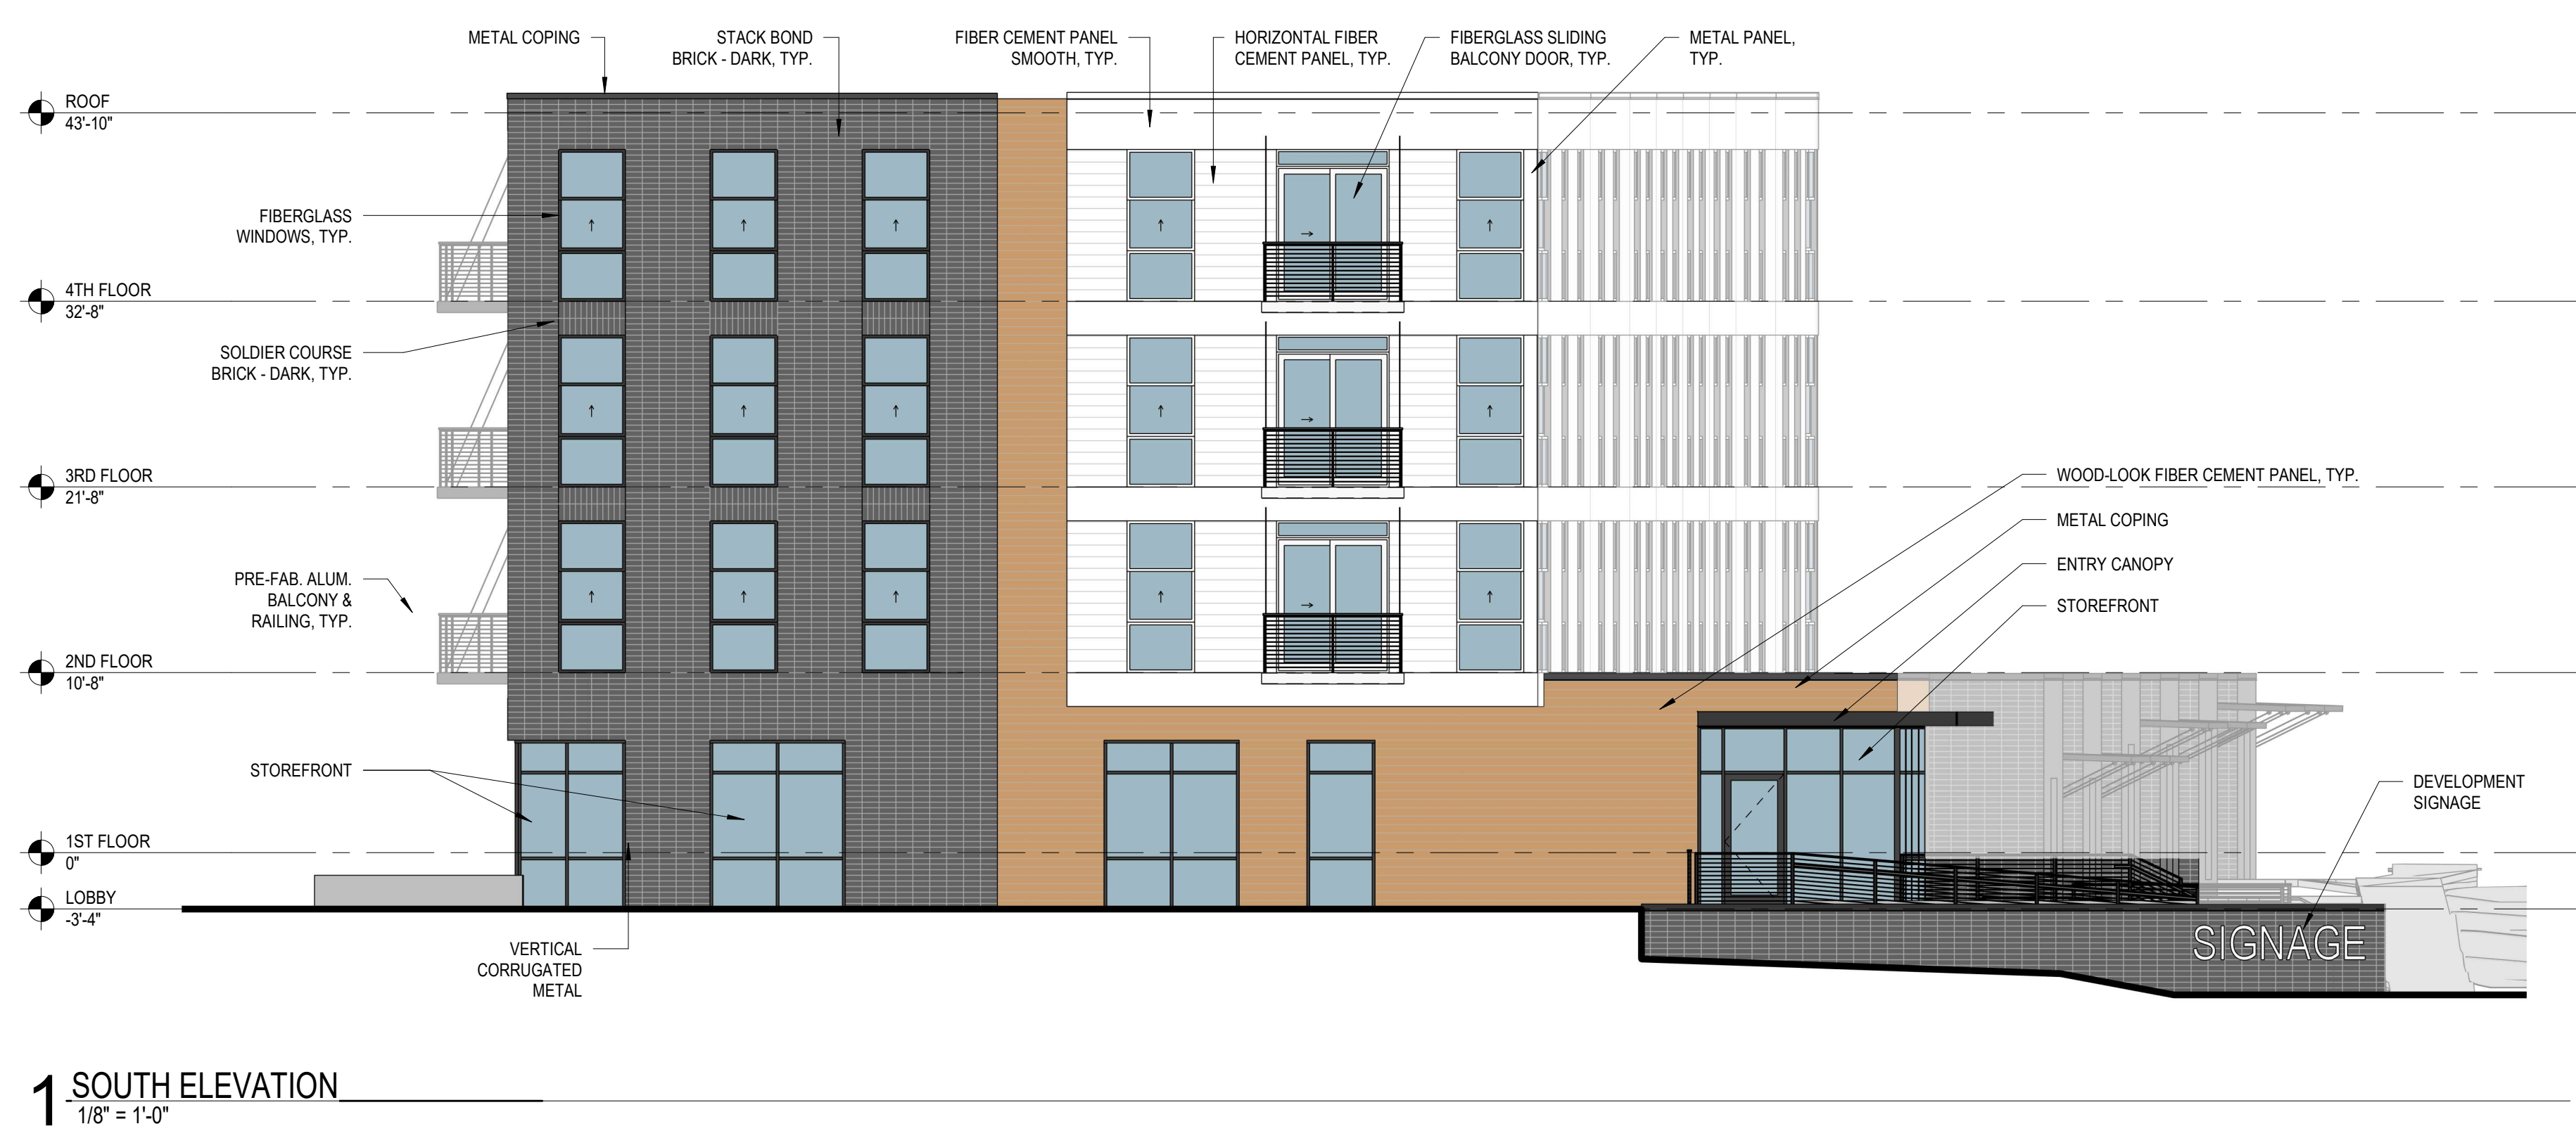 METAL COPING
STACK BOND
BRICK - DARK, TYP.
FIBER CEMENT PANEL
SMOOTH, TYP.
HORIZONTAL FIBER
CEMENT PANEL, TYP.
FIBERGLASS SLIDING
BALCONY DOOR, TYP.
METAL PANEL,
TYP.
ROOF
43'-10"
FIBERGLASS
WINDOWS, TYP.
4TH FLOOR
32'-8"
SOLDIER COURSE
BRICK - DARK, TYP.
3RD FLOOR
21'-8"
WOOD-LOOK FIBER CEMENT PANEL, TYP.
METAL COPING
ENTRY CANOPY
STOREFRONT
PRE-FAB. ALUM.
BALCONY &
RAILING, TYP.
2ND FLOOR
10'-8"
STOREFRONT
DEVELOPMENT
SIGNAGE
1ST FLOOR
0"
LOBBY
-3'-4"
VERTICAL
CORRUGATED
METAL
SIGNAGE
1 SOUTH ELEVATION
1/8" = 1'-0"